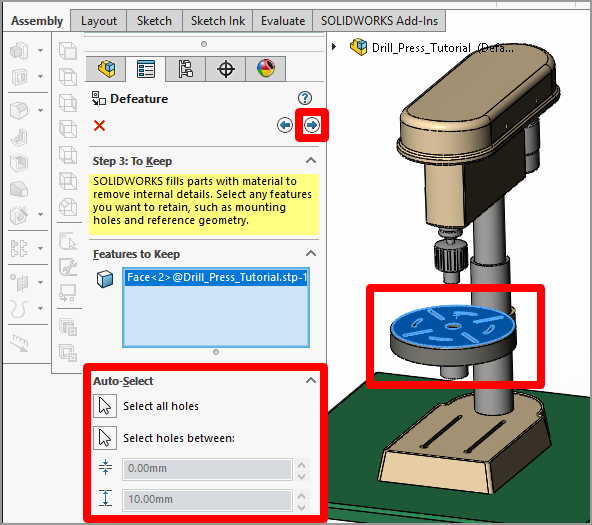 Assembly Layout Sketch Sketch Ink Evaluate SOLIDWORKS Add-Ins
Drill_Press_Tutorial (Defa...
Defeature
Step 3: To Keep
SOLIDWORKS fills parts with material to
remove internal details. Select any features
you want to retain, such as mounting
holes and reference geometry.
Features to Keep
Face<2>@Drill_Press_Tutorial.stp-1
Auto-Select
Select all holes
Select holes between:
0.00mm
10.00mm